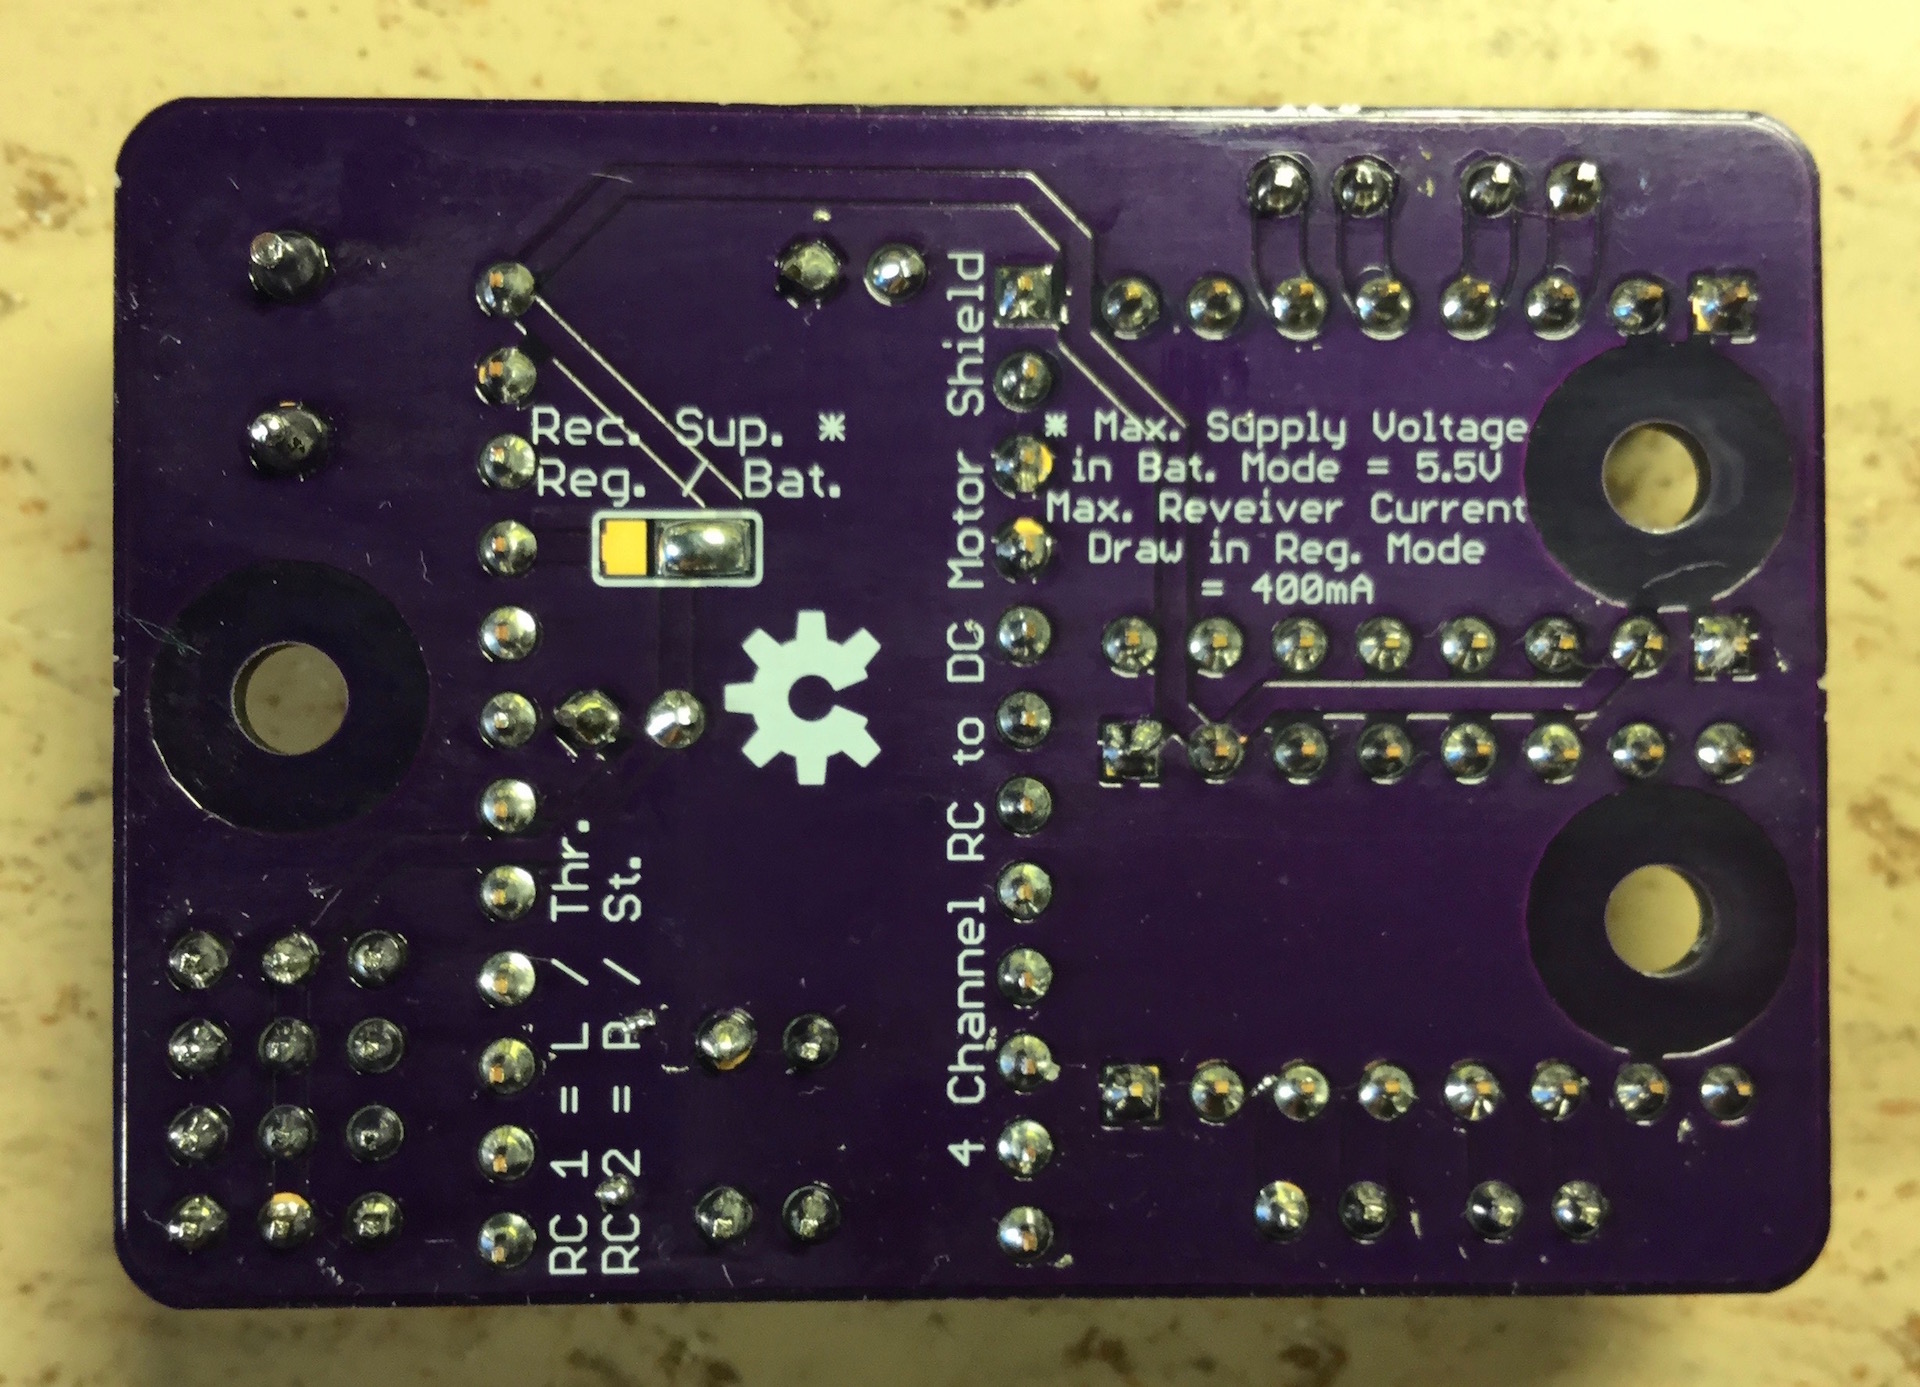 Rec. Sup. *
Reg. / Bat.
* Max. Supply Voltage
in Bat. Mode = 5.5V
Max. Reveiver Current
Draw in Reg. Mode
= 400mA
4 Channel RC to DC Motor Shield
RC 1 = L / Thr.
RC 2 = R / St.